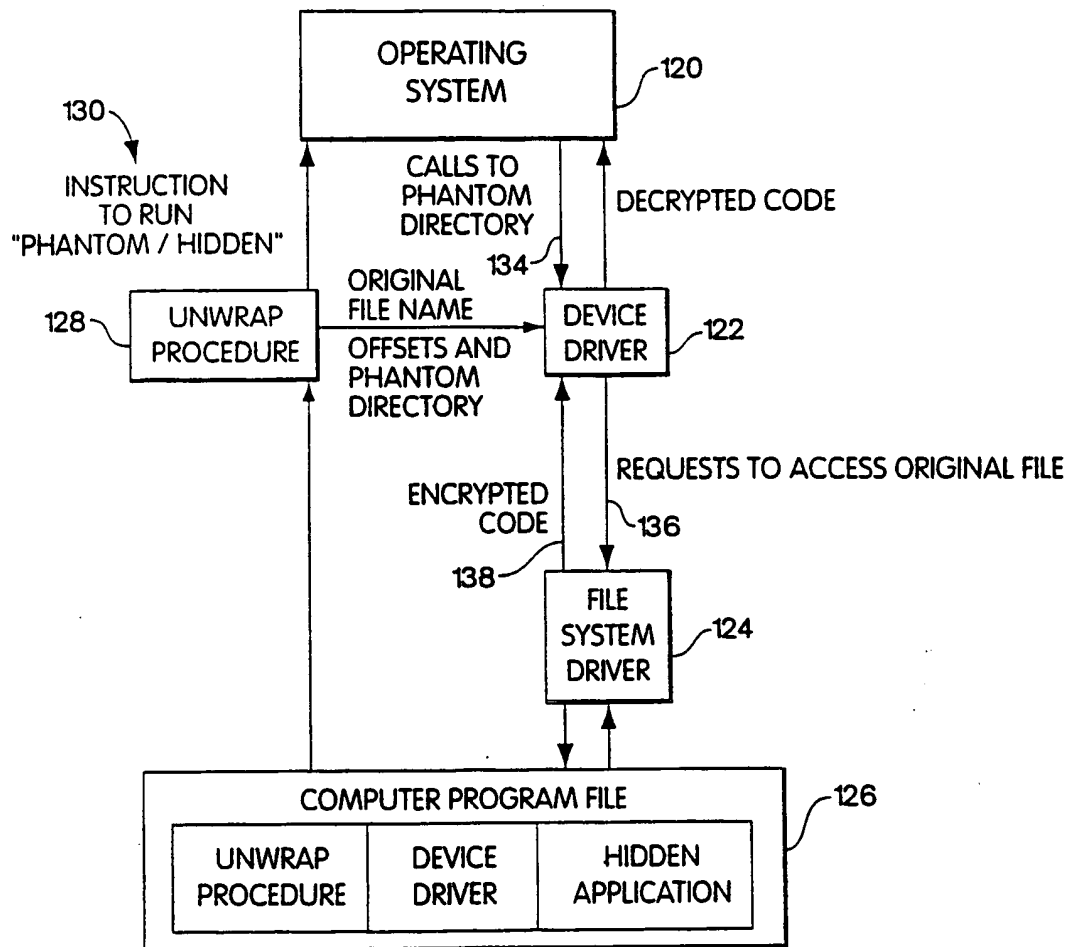 OPERATING
SYSTEM
120
130
INSTRUCTION
TO RUN
"PHANTOM / HIDDEN"
CALLS TO
PHANTOM
DIRECTORY
134
DECRYPTED CODE
128
UNWRAP
PROCEDURE
ORIGINAL
FILE NAME
OFFSETS AND
PHANTOM
DIRECTORY
DEVICE
DRIVER
122
REQUESTS TO ACCESS ORIGINAL FILE
136
ENCRYPTED
CODE
138
FILE
SYSTEM
DRIVER
124
COMPUTER PROGRAM FILE
126
UNWRAP
PROCEDURE
DEVICE
DRIVER
HIDDEN
APPLICATION